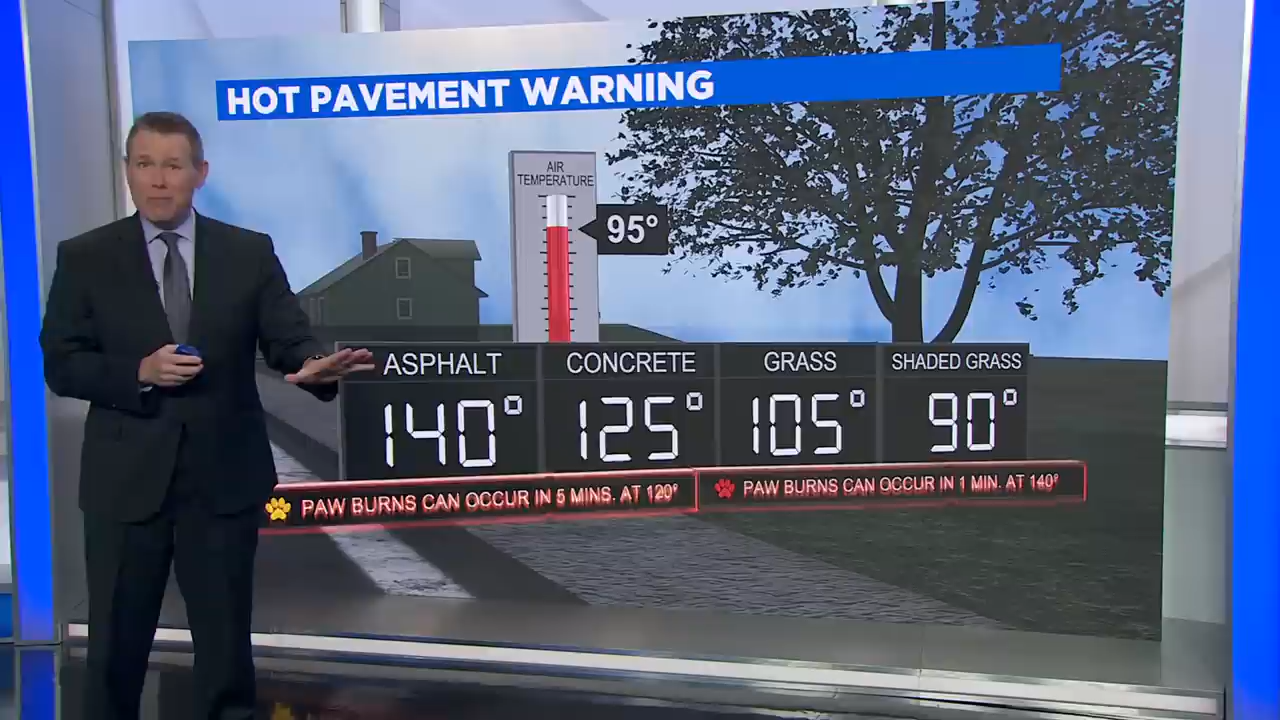 HOT PAVEMENT WARNING
AIR
TEMPERATURE
95°
ASPHALT
140°
CONCRETE
125°
GRASS
105°
SHADED GRASS
90°
PAW BURNS CAN OCCUR IN 5 MINS. AT 120°
PAW BURNS CAN OCCUR IN 1 MIN. AT 140°